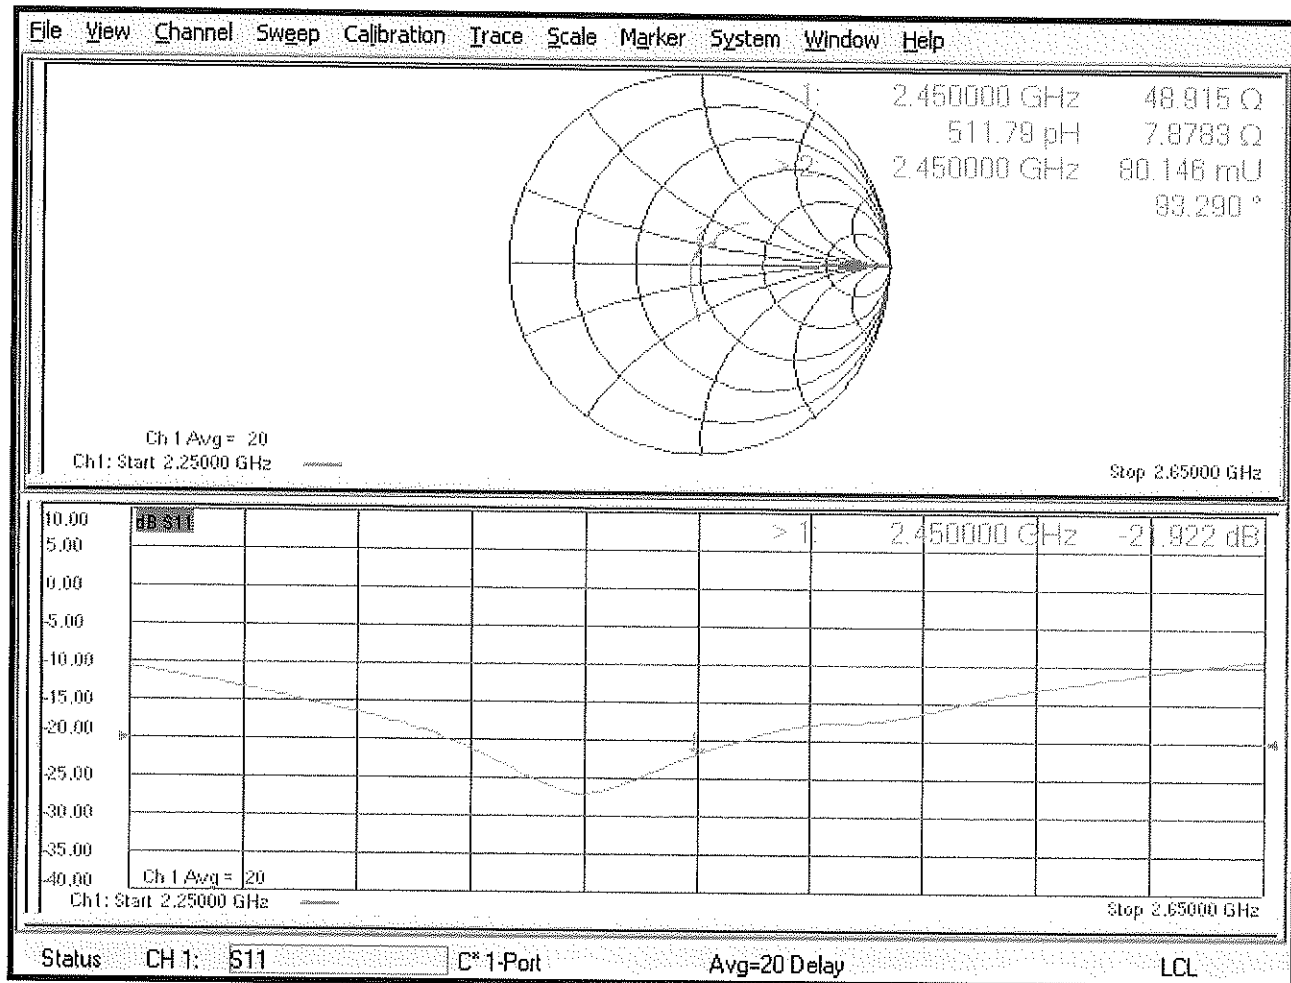 File View Channel Sweep Calibration Trace Scale Marker System Window Help
1: 2.450000 GHz 48.915 Ω
511.79 pH 7.8783 Ω
> 2: 2.450000 GHz 80.146 mU
93.290 °
Ch 1 Avg = 20
Ch1: Start 2.25000 GHz
Stop 2.65000 GHz
10.00
dB S11
> 1: 2.450000 GHz -21.922 dB
5.00
0.00
-5.00
-10.00
-15.00
-20.00
-25.00
-30.00
-35.00
-40.00
Ch 1 Avg = 20
Ch1: Start 2.25000 GHz
Stop 2.65000 GHz
Status CH 1: S11 C* 1-Port Avg=20 Delay LCL